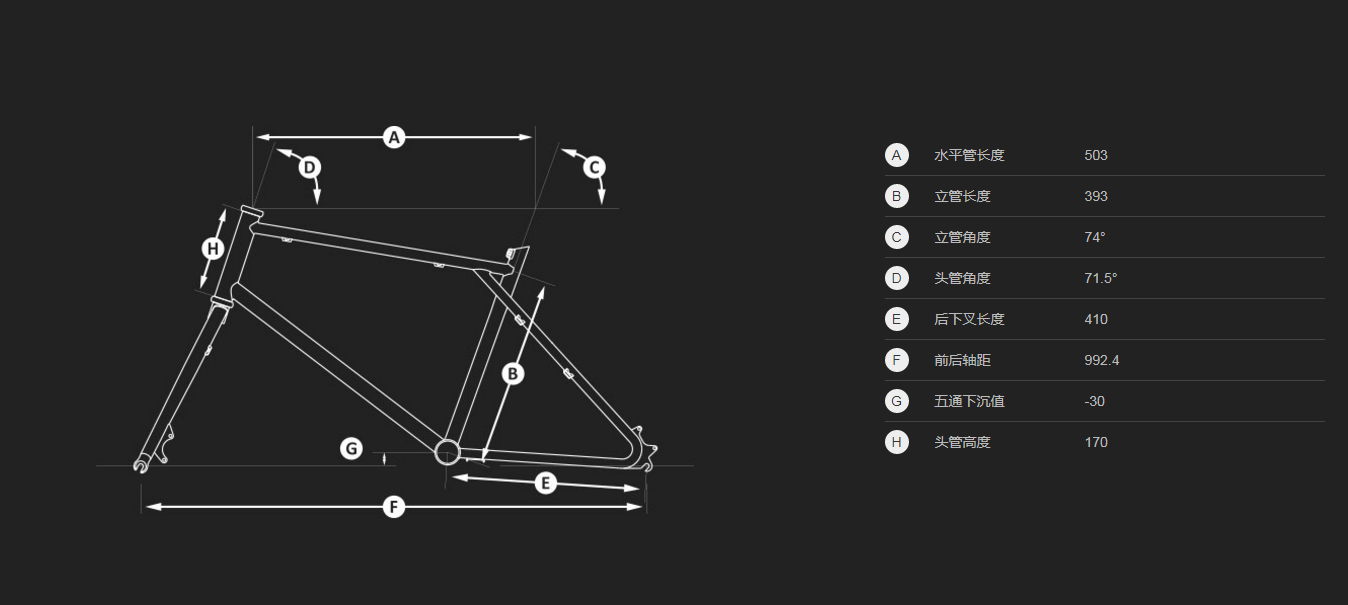 A
D
C
H
B
G
E
F
A 水平管长度 503
B 立管长度 393
C 立管角度 74°
D 头管角度 71.5°
E 后下叉长度 410
F 前后轴距 992.4
G 五通下沉值 -30
H 头管高度 170